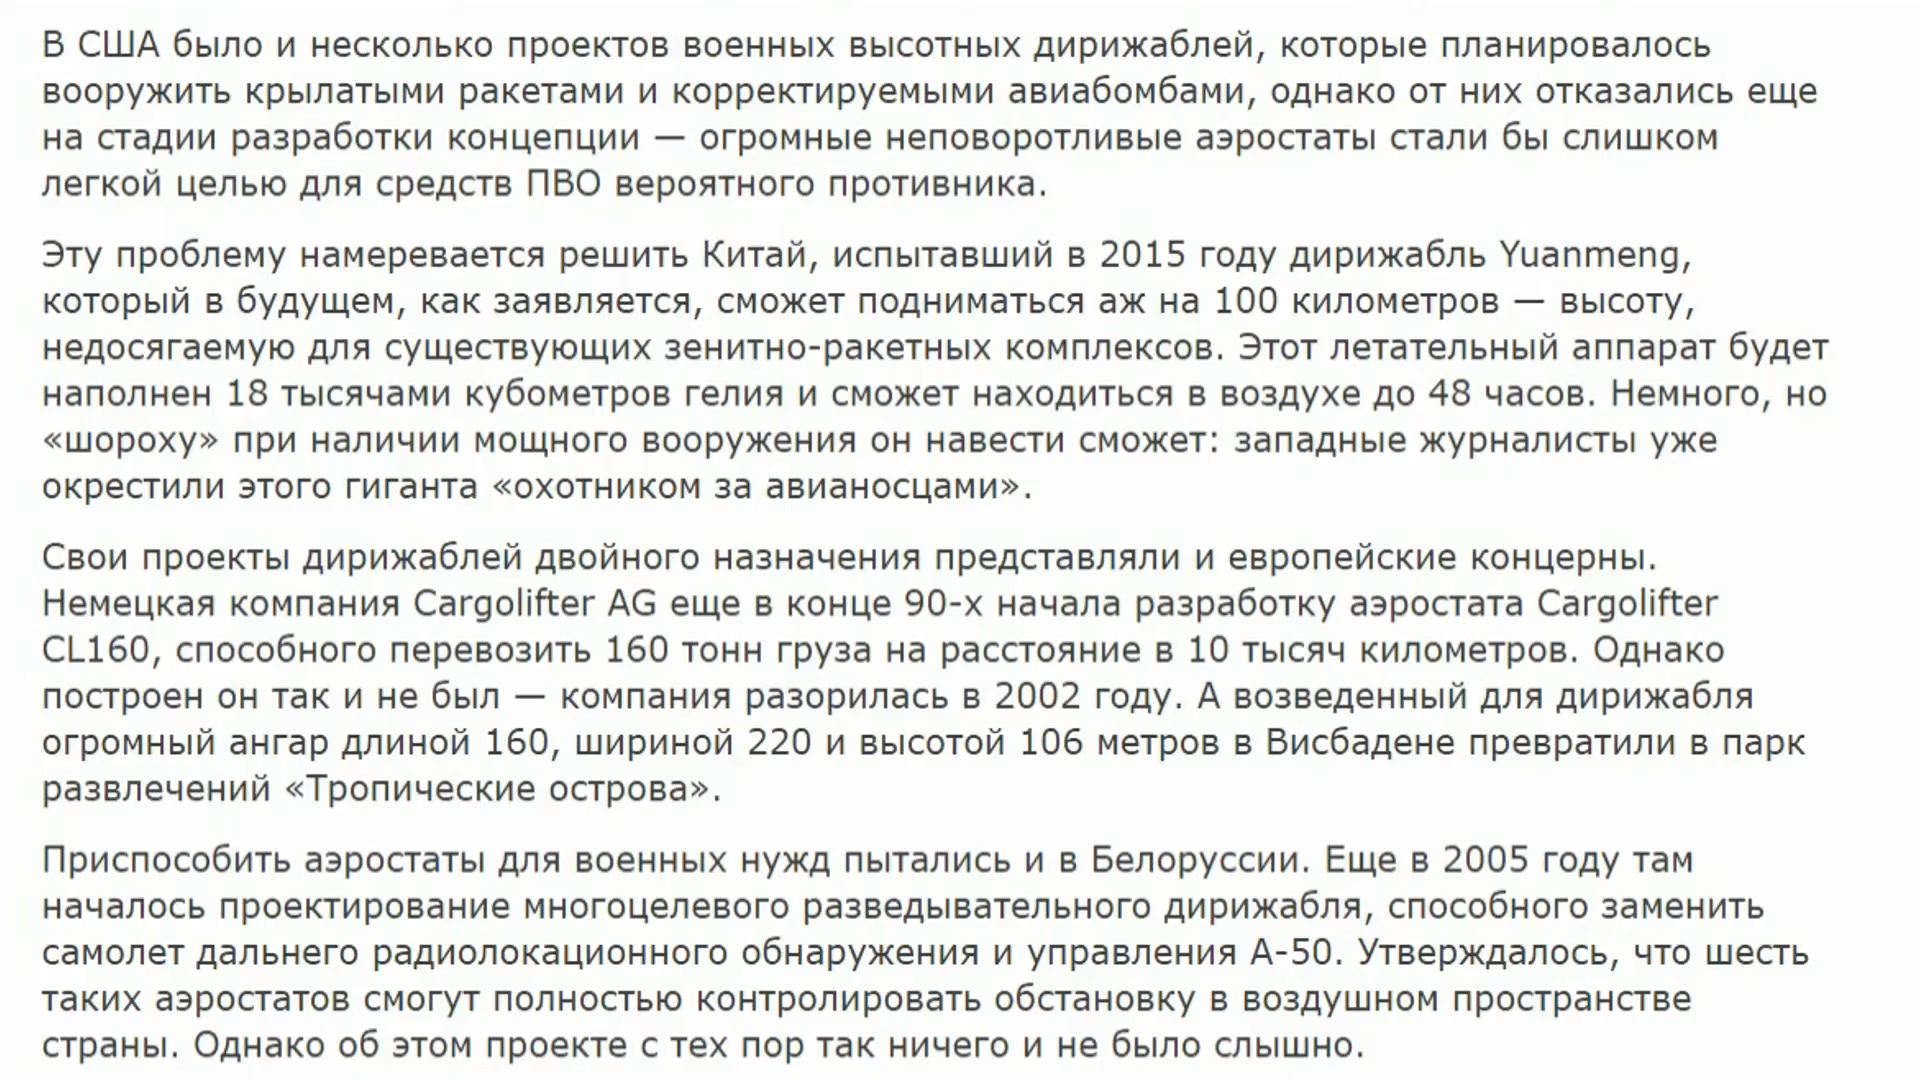 В США было и несколько проектов военных высотных дирижаблей, которые планировалось
вооружить крылатыми ракетами и корректируемыми авиабомбами, однако от них отказались еще
на стадии разработки концепции — огромные неповоротливые аэростаты стали бы слишком
легкой целью для средств ПВО вероятного противника.
Эту проблему намеревается решить Китай, испытавший в 2015 году дирижабль Yuanmeng,
который в будущем, как заявляется, сможет подниматься аж на 100 километров — высоту,
недосягаемую для существующих зенитно-ракетных комплексов. Этот летательный аппарат будет
наполнен 18 тысячами кубометров гелия и сможет находиться в воздухе до 48 часов. Немного, но
«шороху» при наличии мощного вооружения он навести сможет: западные журналисты уже
окрестили этого гиганта «охотником за авианосцами».
Свои проекты дирижаблей двойного назначения представляли и европейские концерны.
Немецкая компания Cargolifter AG еще в конце 90-х начала разработку аэростата Cargolifter
CL160, способного перевозить 160 тонн груза на расстояние в 10 тысяч километров. Однако
построен он так и не был — компания разорилась в 2002 году. А возведенный для дирижабля
огромный ангар длиной 160, шириной 220 и высотой 106 метров в Висбадене превратили в парк
развлечений «Тропические острова».
Приспособить аэростаты для военных нужд пытались и в Белоруссии. Еще в 2005 году там
началось проектирование многоцелевого разведывательного дирижабля, способного заменить
самолет дальнего радиолокационного обнаружения и управления А-50. Утверждалось, что шесть
таких аэростатов смогут полностью контролировать обстановку в воздушном пространстве
страны. Однако об этом проекте с тех пор так ничего и не было слышно.